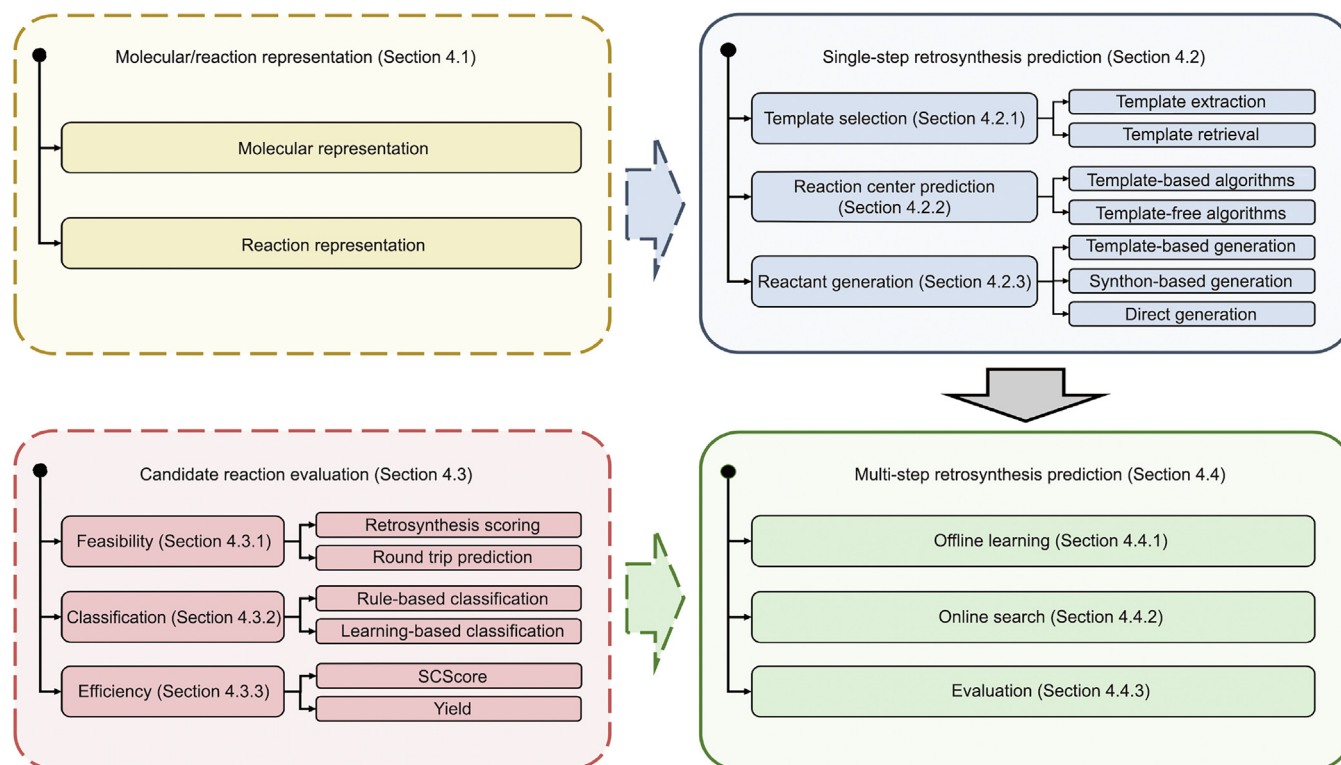 Molecular/reaction representation (Section 4.1)
Molecular representation
Reaction representation
Single-step retrosynthesis prediction (Section 4.2)
Template selection (Section 4.2.1)
Template extraction
Template retrieval
Reaction center prediction
(Section 4.2.2)
Template-based algorithms
Template-free algorithms
Reactant generation (Section 4.2.3)
Template-based generation
Synthon-based generation
Direct generation
Candidate reaction evaluation (Section 4.3)
Feasibility (Section 4.3.1)
Retrosynthesis scoring
Round trip prediction
Classification (Section 4.3.2)
Rule-based classification
Learning-based classification
Efficiency (Section 4.3.3)
SCScore
Yield
Multi-step retrosynthesis prediction (Section 4.4)
Offline learning (Section 4.4.1)
Online search (Section 4.4.2)
Evaluation (Section 4.4.3)